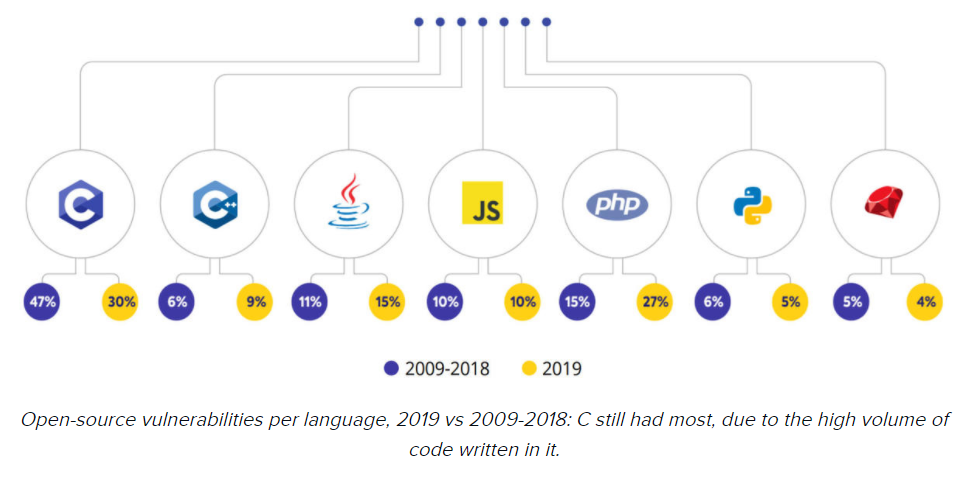 C
C++
JS
php
47% 30% 6% 9% 11% 15% 10% 10% 15% 27% 6% 5% 5% 4%
2009-2018 2019
Open-source vulnerabilities per language, 2019 vs 2009-2018: C still had most, due to the high volume of
code written in it.